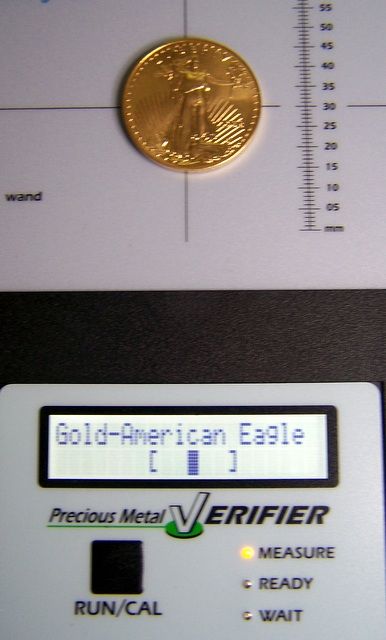 55
50
45
40
35
30
25
20
15
10
05
mm
wand
Gold-American Eagle
[ ]
Precious Metal VERIFIER
MEASURE
READY
WAIT
RUN/CAL